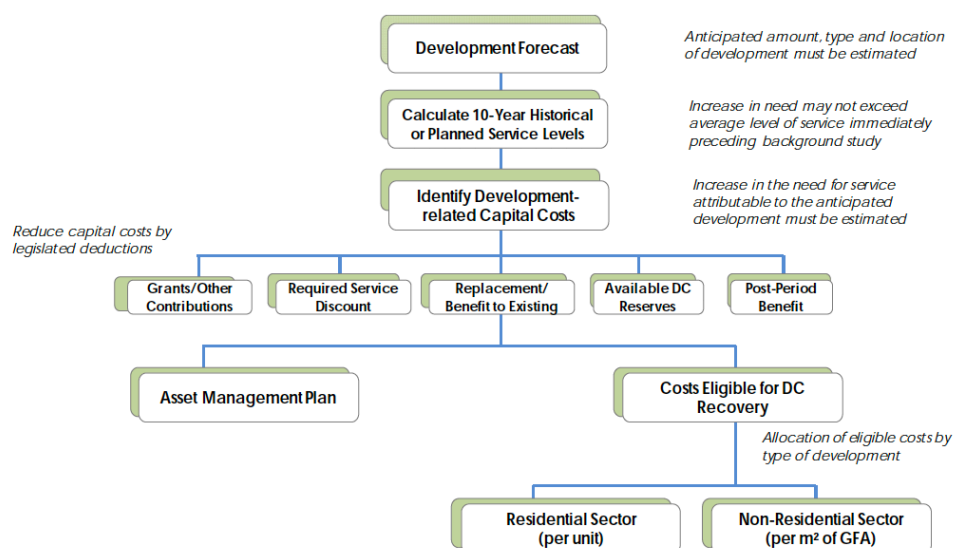 Development Forecast
Anticipated amount, type and location
of development must be estimated
Calculate 10-Year Historical
or Planned Service Levels
Increase in need may not exceed
average level of service immediately
preceding background study
Identify Development-
related Capital Costs
Increase in the need for service
attributable to the anticipated
development must be estimated
Reduce capital costs by
legislated deductions
Grants/Other
Contributions
Required Service
Discount
Replacement/
Benefit to Existing
Available DC
Reserves
Post-Period
Benefit
Asset Management Plan
Costs Eligible for DC
Recovery
Allocation of eligible costs by
type of development
Residential Sector
(per unit)
Non-Residential Sector
(per m² of GFA)